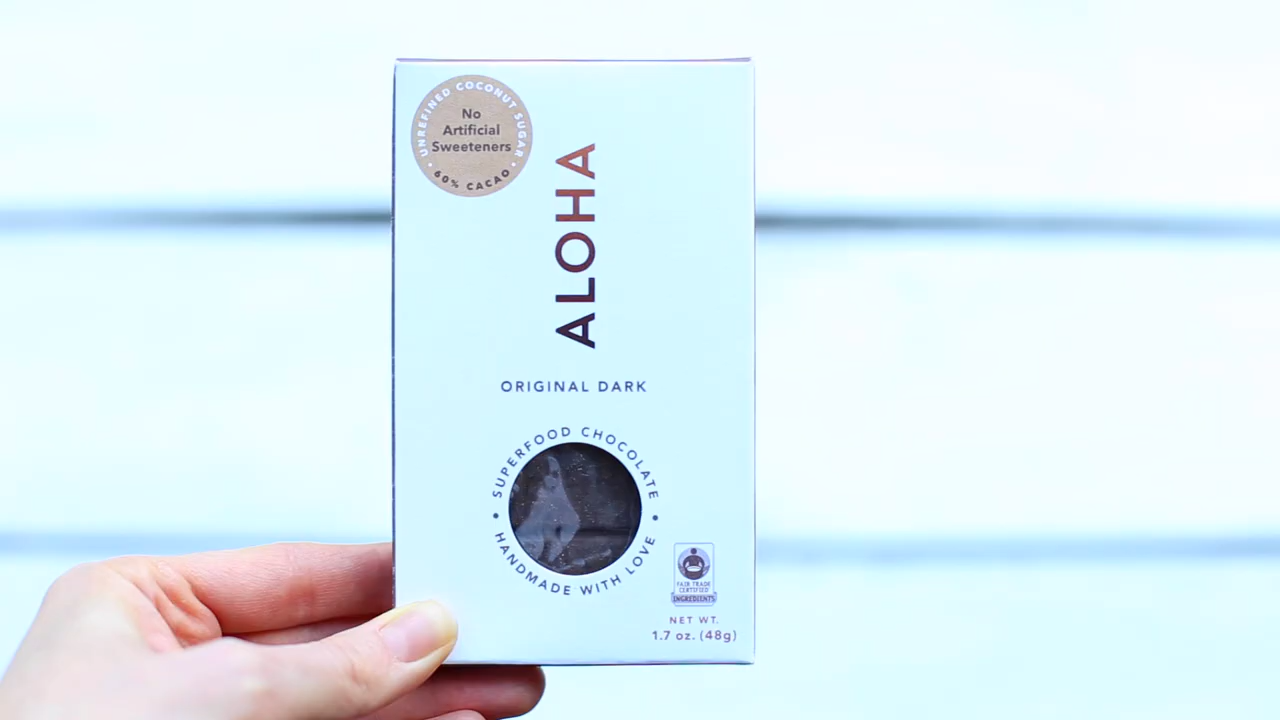 UNREFINED COCONUT SUGAR
No
Artificial
Sweeteners
• 60% CACAO •
ALOHA
ORIGINAL DARK
SUPERFOOD CHOCOLATE
• HANDMADE WITH LOVE •
FAIR TRADE
CERTIFIED
INGREDIENTS
NET WT.
1.7 oz. (48g)